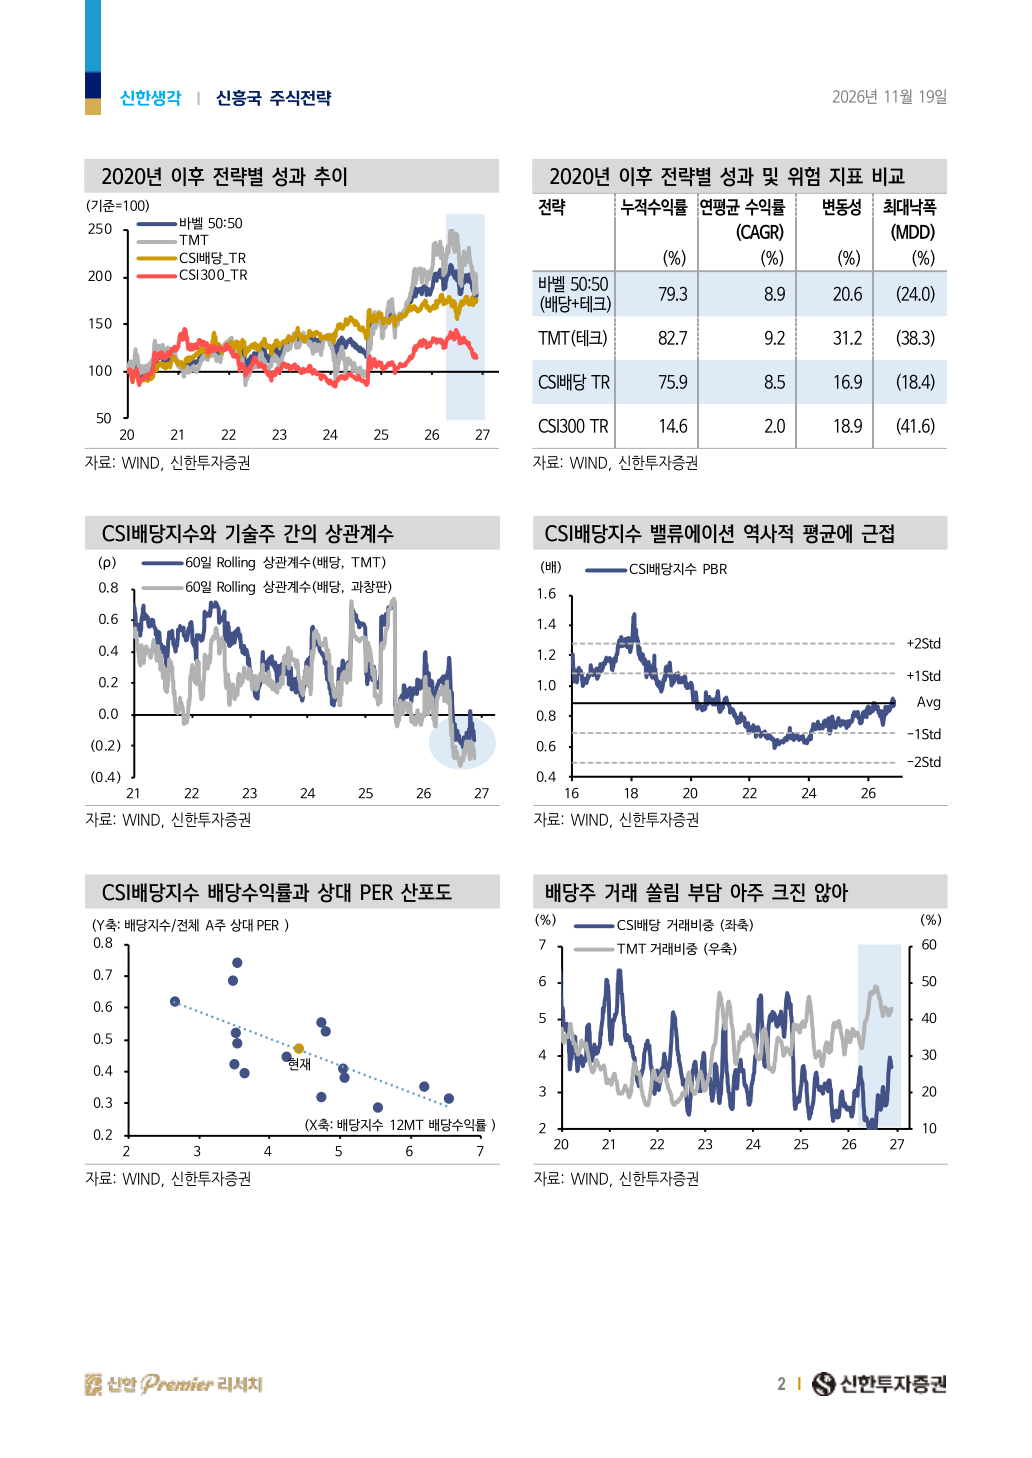 신한생각 | 신흥국 주식전략
2026년 11월 19일
2020년 이후 전략별 성과 추이
(기준=100)
바벨 50:50
TMT
CSI배당_TR
CSI300_TR
250
200
150
100
50
20 21 22 23 24 25 26 27
자료: WIND, 신한투자증권
2020년 이후 전략별 성과 및 위험 지표 비교
전략 누적수익률 연평균 수익률 변동성 최대낙폭
(CAGR) (MDD)
(%) (%) (%) (%)
바벨 50:50
(배당+테크) 79.3 8.9 20.6 (24.0)
TMT(테크) 82.7 9.2 31.2 (38.3)
CSI배당 TR 75.9 8.5 16.9 (18.4)
CSI300 TR 14.6 2.0 18.9 (41.6)
자료: WIND, 신한투자증권
CSI배당지수와 기술주 간의 상관계수
(ρ)
60일 Rolling 상관계수(배당, TMT)
60일 Rolling 상관계수(배당, 과창판)
0.8
0.6
0.4
0.2
0.0
(0.2)
(0.4)
21 22 23 24 25 26 27
자료: WIND, 신한투자증권
CSI배당지수 밸류에이션 역사적 평균에 근접
(배)
CSI배당지수 PBR
1.6
1.4
1.2
1.0
0.8
0.6
0.4
+2Std
+1Std
Avg
-1Std
-2Std
16 18 20 22 24 26
자료: WIND, 신한투자증권
CSI배당지수 배당수익률과 상대 PER 산포도
(Y축: 배당지수/전체 A주 상대 PER )
0.8
0.7
0.6
0.5
0.4
0.3
0.2
현재
(X축: 배당지수 12MT 배당수익률 )
2 3 4 5 6 7
자료: WIND, 신한투자증권
배당주 거래 쏠림 부담 아주 크진 않아
(%) (%)
CSI배당 거래비중 (좌축)
TMT 거래비중 (우축)
7 60
6 50
5 40
4 30
3 20
2 10
20 21 22 23 24 25 26 27
자료: WIND, 신한투자증권
신한 Premier 리서치
2 | 신한투자증권